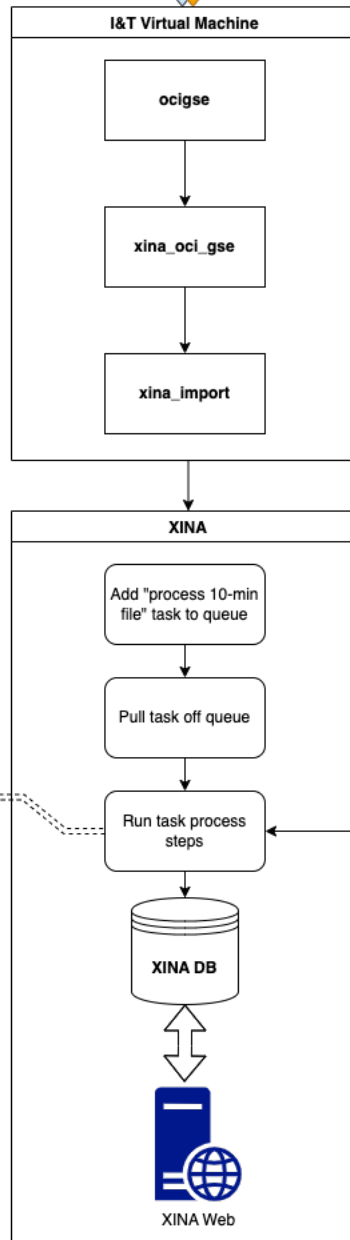 I&T Virtual Machine
ocigse
xina_oci_gse
xina_import
XINA
Add "process 10-min
file" task to queue
Pull task off queue
Run task process
steps
XINA DB
XINA Web